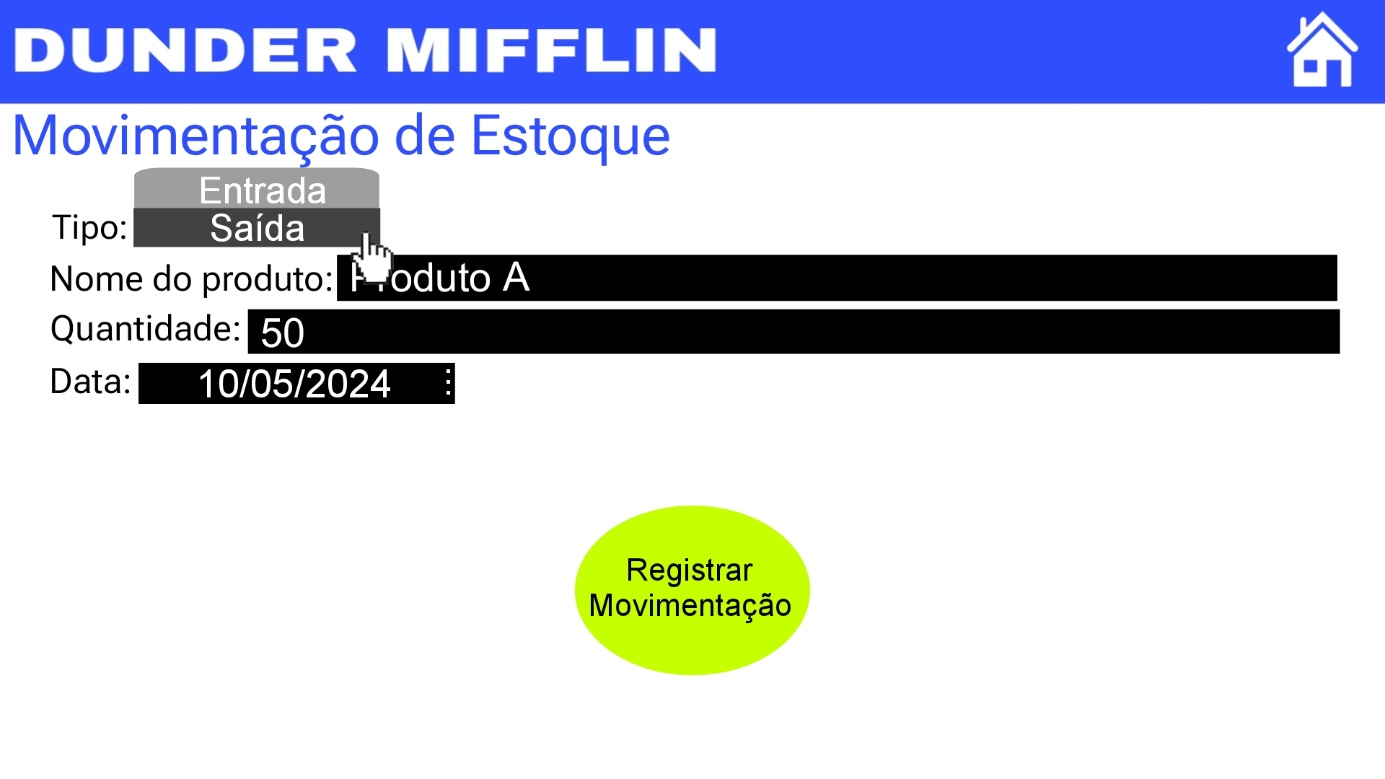 DUNDER MIFFLIN
Movimentação de Estoque
Entrada
Tipo: Saída
Nome do produto: Produto A
Quantidade: 50
Data: 10/05/2024
Registrar
Movimentação